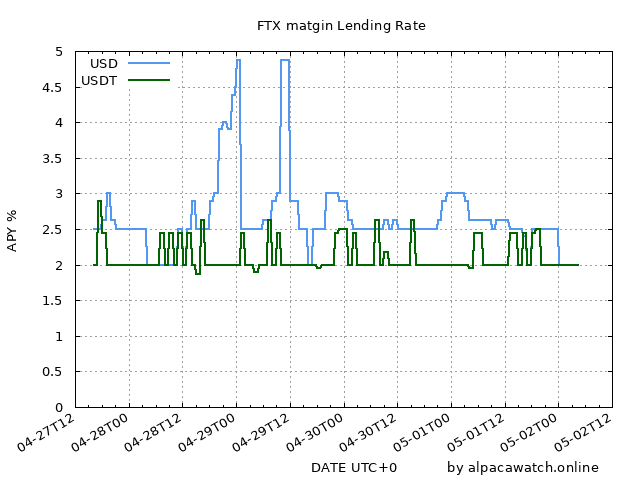 FTX matgin Lending Rate
USD
USDT
APY %
5
4.5
4
3.5
3
2.5
2
1.5
1
0.5
0
04-27T12
04-28T00
04-28T12
04-29T00
04-29T12
04-30T00
04-30T12
05-01T00
05-01T12
05-02T00
05-02T12
DATE UTC+0
by alpacawatch.online